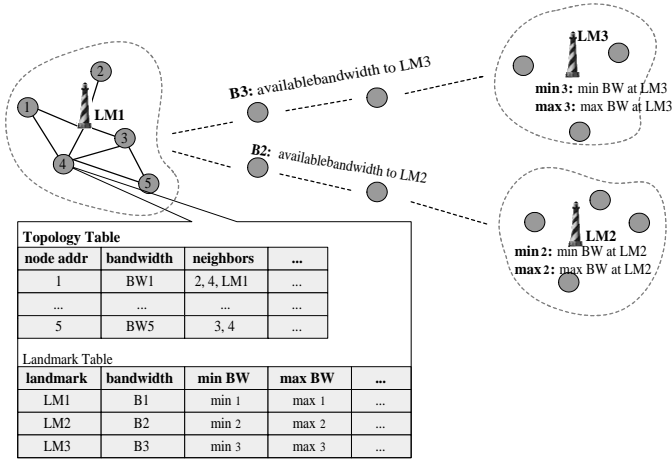 LM3
min 3: min BW at LM3
max 3: max BW at LM3
B3: availablebandwidth to LM3
2
1
LM1
3
4
5
B2: availablebandwidth to LM2
LM2
min 2: min BW at LM2
max 2: max BW at LM2
Topology Table
node addr bandwidth neighbors ...
1 BW1 2, 4, LM1 ...
... ... ... ...
5 BW5 3, 4 ...
Landmark Table
landmark bandwidth min BW max BW ...
LM1 B1 min 1 max 1 ...
LM2 B2 min 2 max 2 ...
LM3 B3 min 3 max 3 ...